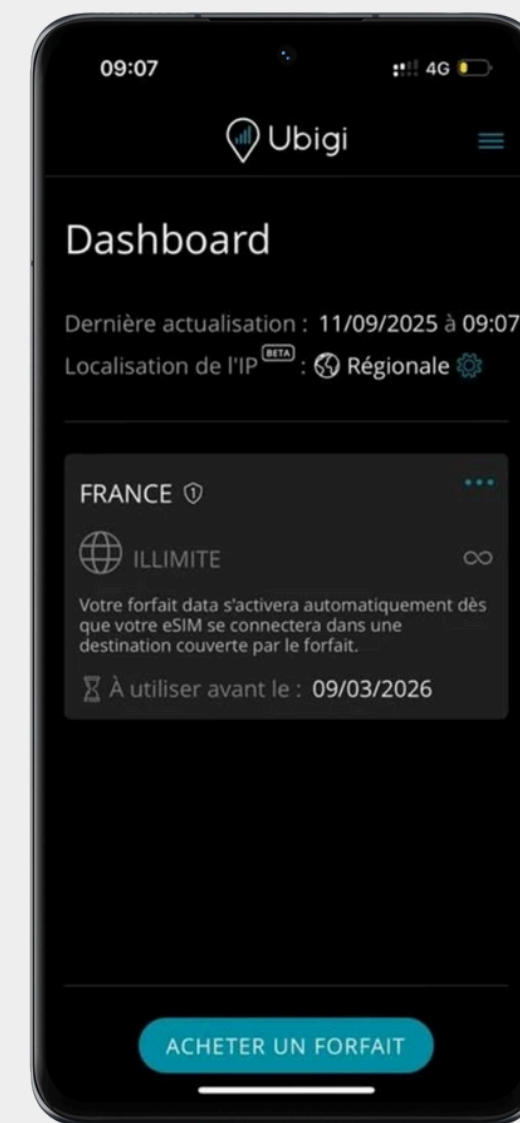 09:07
4G
Ubigi
Dashboard
Dernière actualisation : 11/09/2025 à 09:07
Localisation de l'IP BETA : Régionale
FRANCE 1
ILLIMITE
Votre forfait data s'activera automatiquement dès
que votre eSIM se connectera dans une
destination couverte par le forfait.
À utiliser avant le : 09/03/2026
ACHETER UN FORFAIT